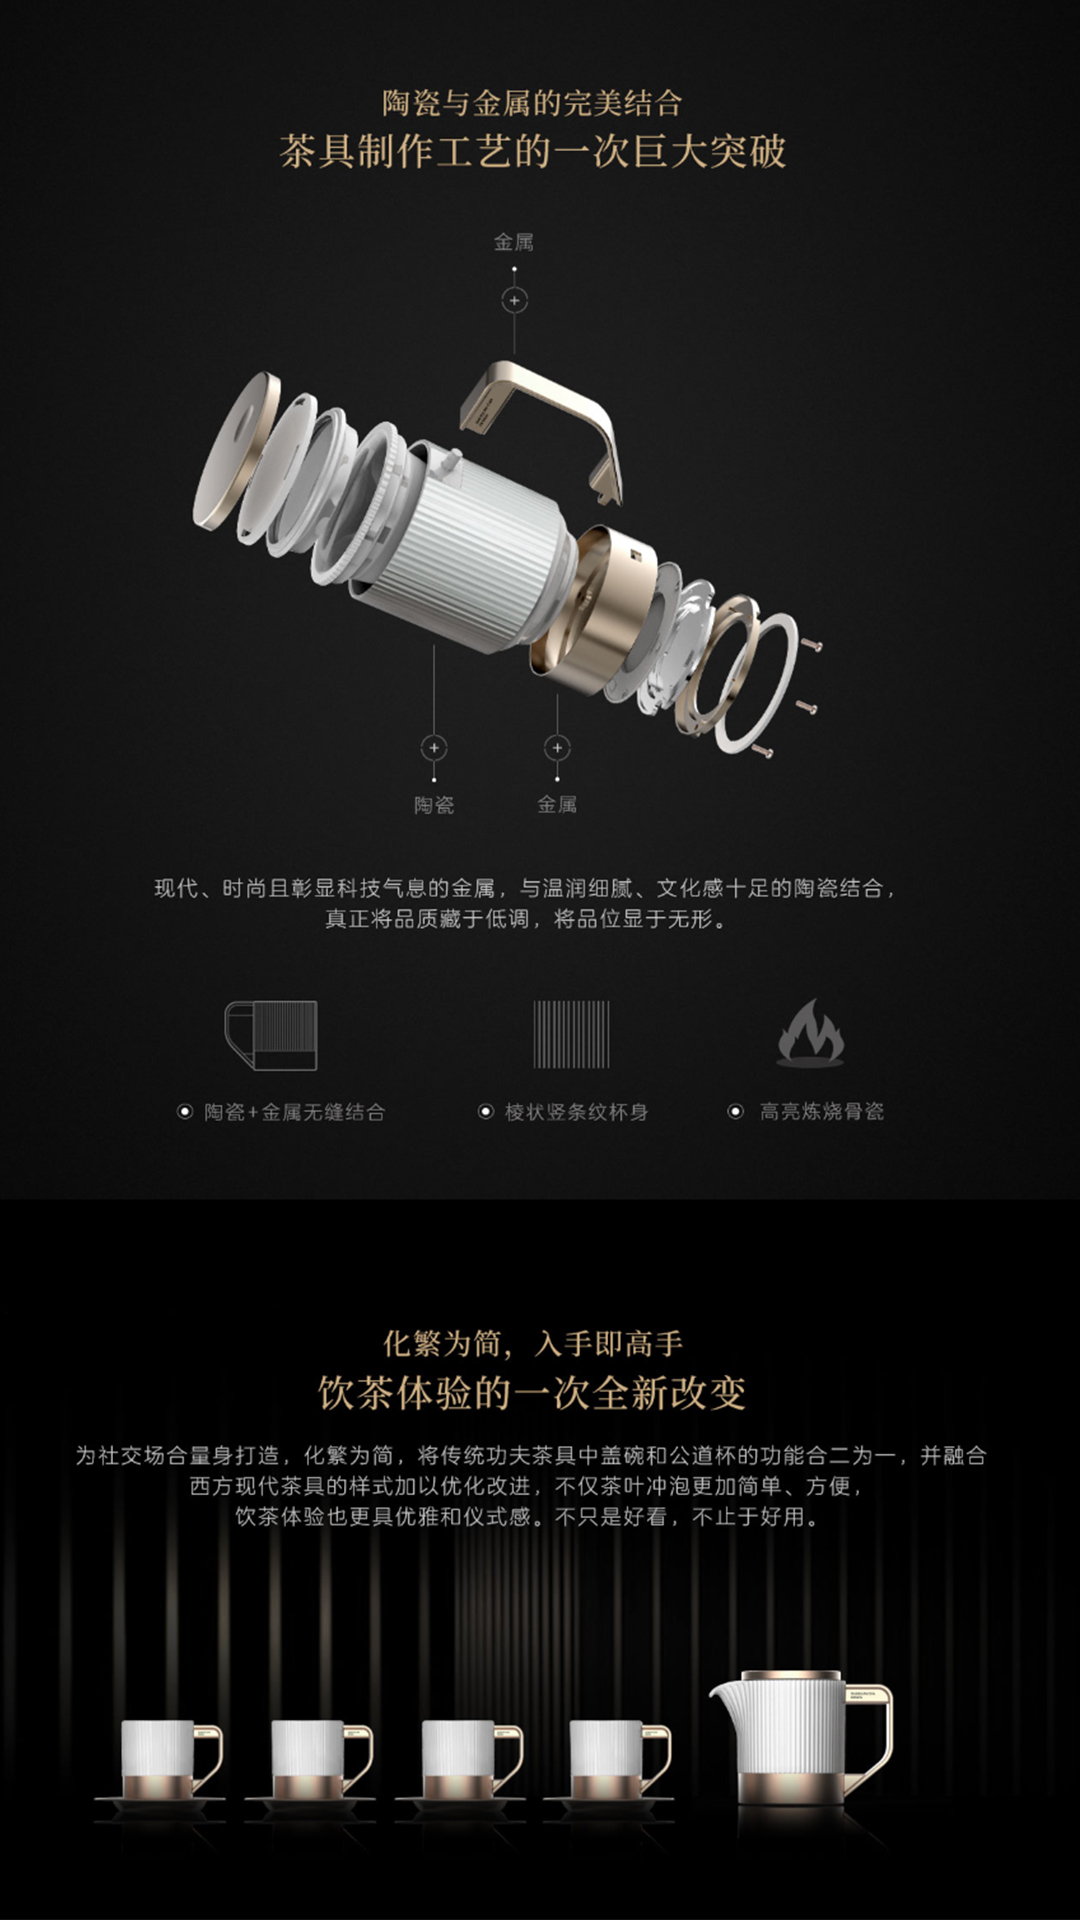 陶瓷与金属的完美结合
茶具制作工艺的一次巨大突破
金属
陶瓷
金属
现代、时尚且彰显科技气息的金属，与温润细腻、文化感十足的陶瓷结合，
真正将品质藏于低调，将品位显于无形。
陶瓷+金属无缝结合
棱状竖条纹杯身
高亮炼烧骨瓷
化繁为简，入手即高手
饮茶体验的一次全新改变
为社交场合量身打造，化繁为简，将传统功夫茶具中盖碗和公道杯的功能合二为一，并融合
西方现代茶具的样式加以优化改进，不仅茶叶冲泡更加简单、方便，
饮茶体验也更具优雅和仪式感。不只是好看，不止于好用。